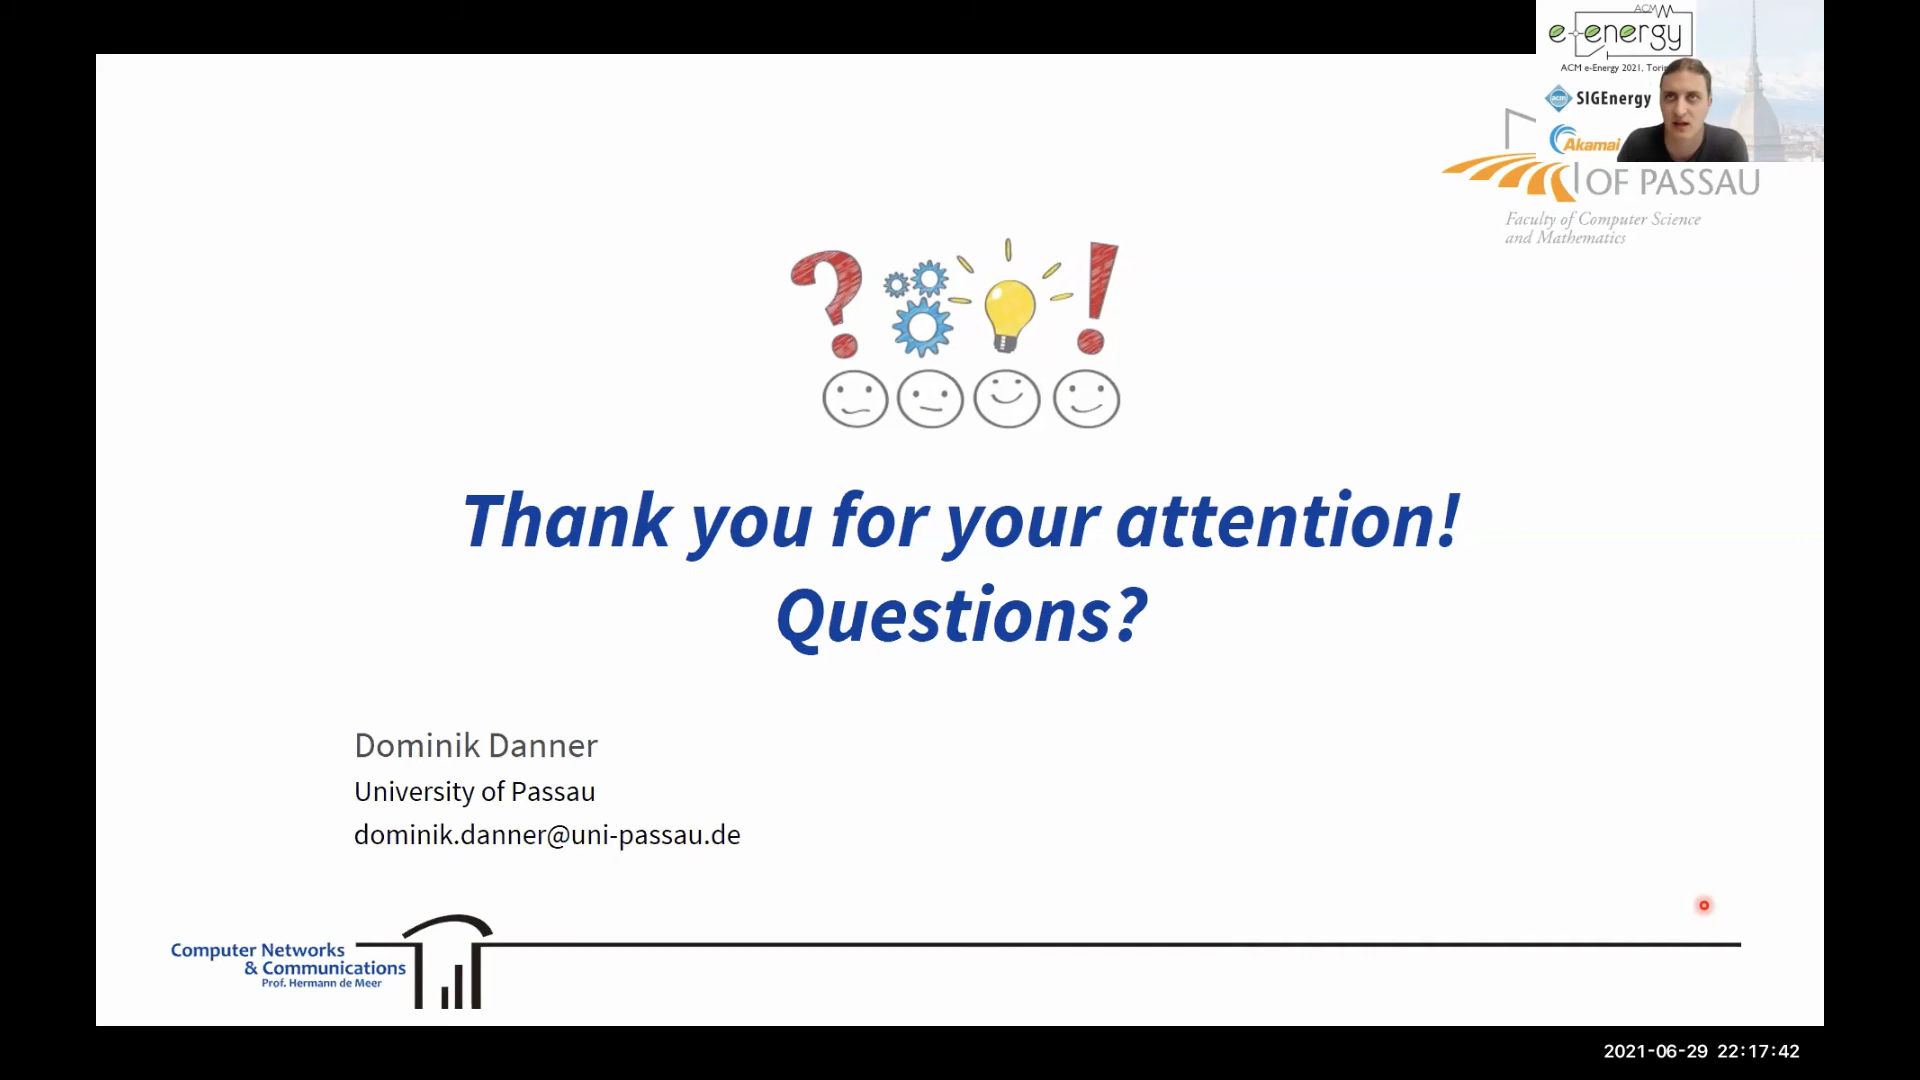 ACM
e-energy
ACM e-Energy 2021,
acm SIGEnergy
Akamai
OF PASSAU
Faculty of Computer Science
and Mathematics
Thank you for your attention!
Questions?
Dominik Danner
University of Passau
dominik.danner@uni-passau.de
Computer Networks
& Communications
Prof. Hermann de Meer
2021-06-29 22:17:42